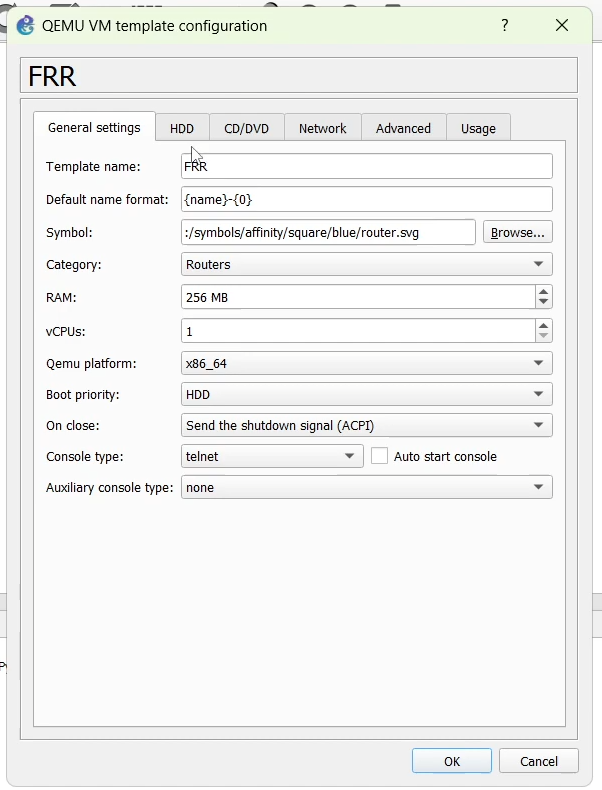 QEMU VM template configuration ?
FRR
General settings HDD CD/DVD Network Advanced Usage
Template name: FRR
Default name format: {name}-{0}
Symbol: :/symbols/affinity/square/blue/router.svg Browse...
Category: Routers
RAM: 256 MB
vCPUs: 1
Qemu platform: x86_64
Boot priority: HDD
On close: Send the shutdown signal (ACPI)
Console type: telnet Auto start console
Auxiliary console type: none
OK Cancel